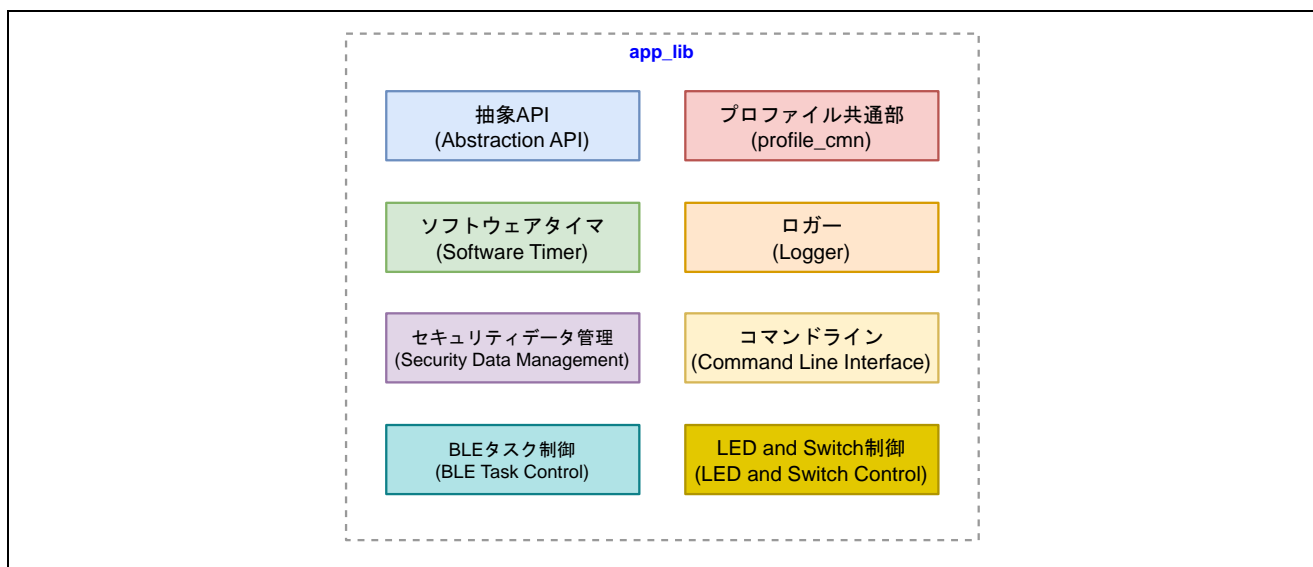 app_lib
抽象API
(Abstraction API)
プロファイル共通部
(profile_cmn)
ソフトウェアタイマ
(Software Timer)
ロガー
(Logger)
セキュリティデータ管理
(Security Data Management)
コマンドライン
(Command Line Interface)
BLEタスク制御
(BLE Task Control)
LED and Switch制御
(LED and Switch Control)